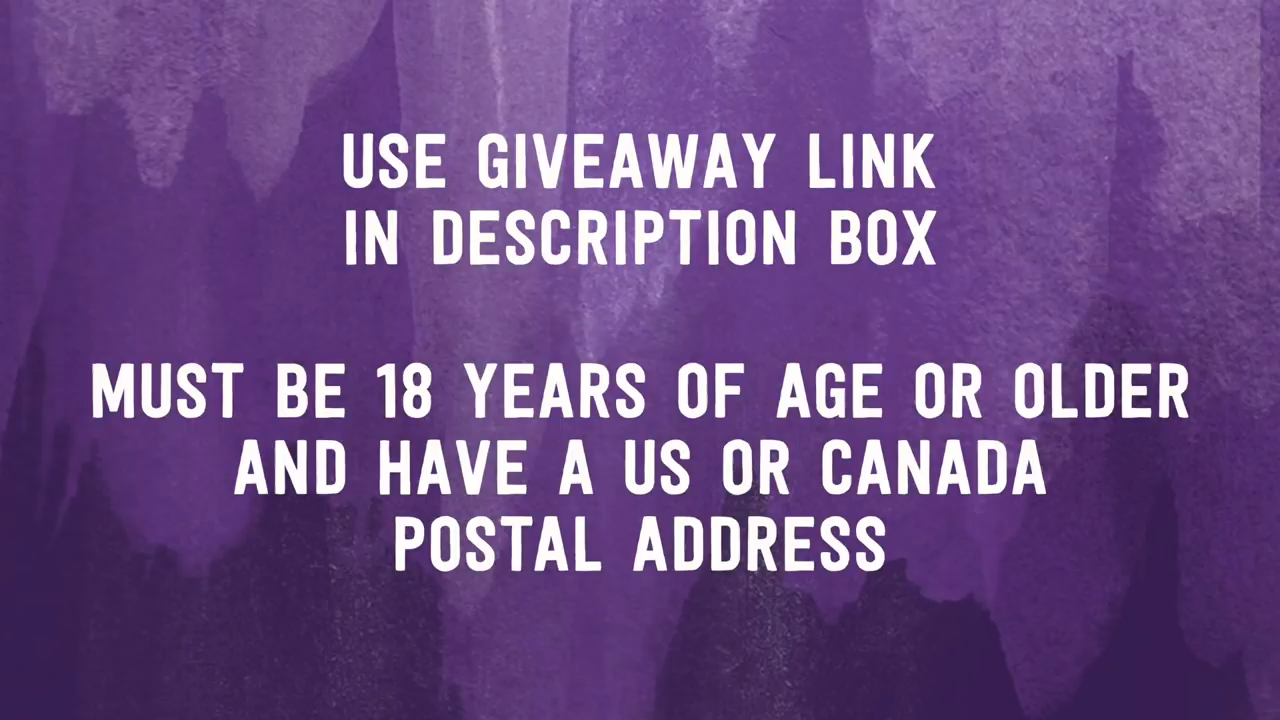 USE GIVEAWAY LINK
IN DESCRIPTION BOX
MUST BE 18 YEARS OF AGE OR OLDER
AND HAVE A US OR CANADA
POSTAL ADDRESS